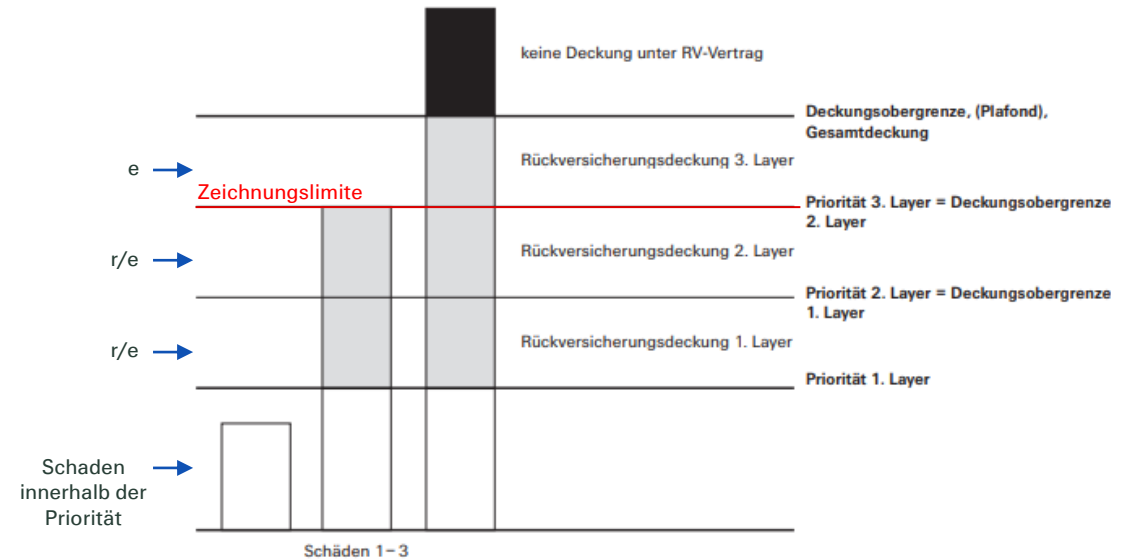 keine Deckung unter RV-Vertrag
Deckungsobergrenze, (Plafond),
Gesamtdeckung
e
Rückversicherungsdeckung 3. Layer
Zeichnungslimite
Priorität 3. Layer = Deckungsobergrenze
2. Layer
r/e
Rückversicherungsdeckung 2. Layer
Priorität 2. Layer = Deckungsobergrenze
1. Layer
r/e
Rückversicherungsdeckung 1. Layer
Priorität 1. Layer
Schaden
innerhalb der
Priorität
Schäden 1–3